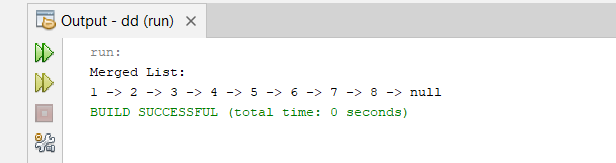 Output - dd (run)
run:
Merged List:
1 -> 2 -> 3 -> 4 -> 5 -> 6 -> 7 -> 8 -> null
BUILD SUCCESSFUL (total time: 0 seconds)